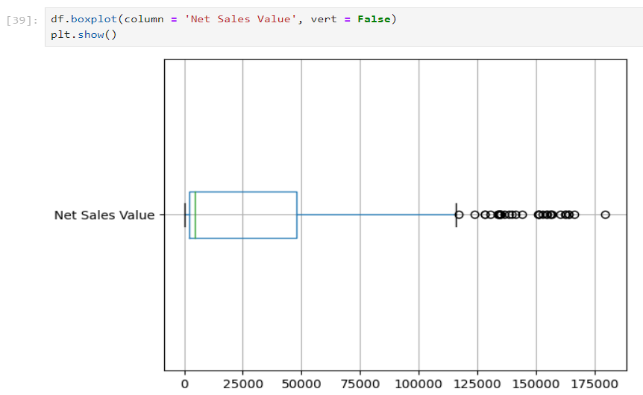 [39]: df.boxplot(column = 'Net Sales Value', vert = False)
plt.show()
Net Sales Value
0 25000 50000 75000 100000 125000 150000 175000